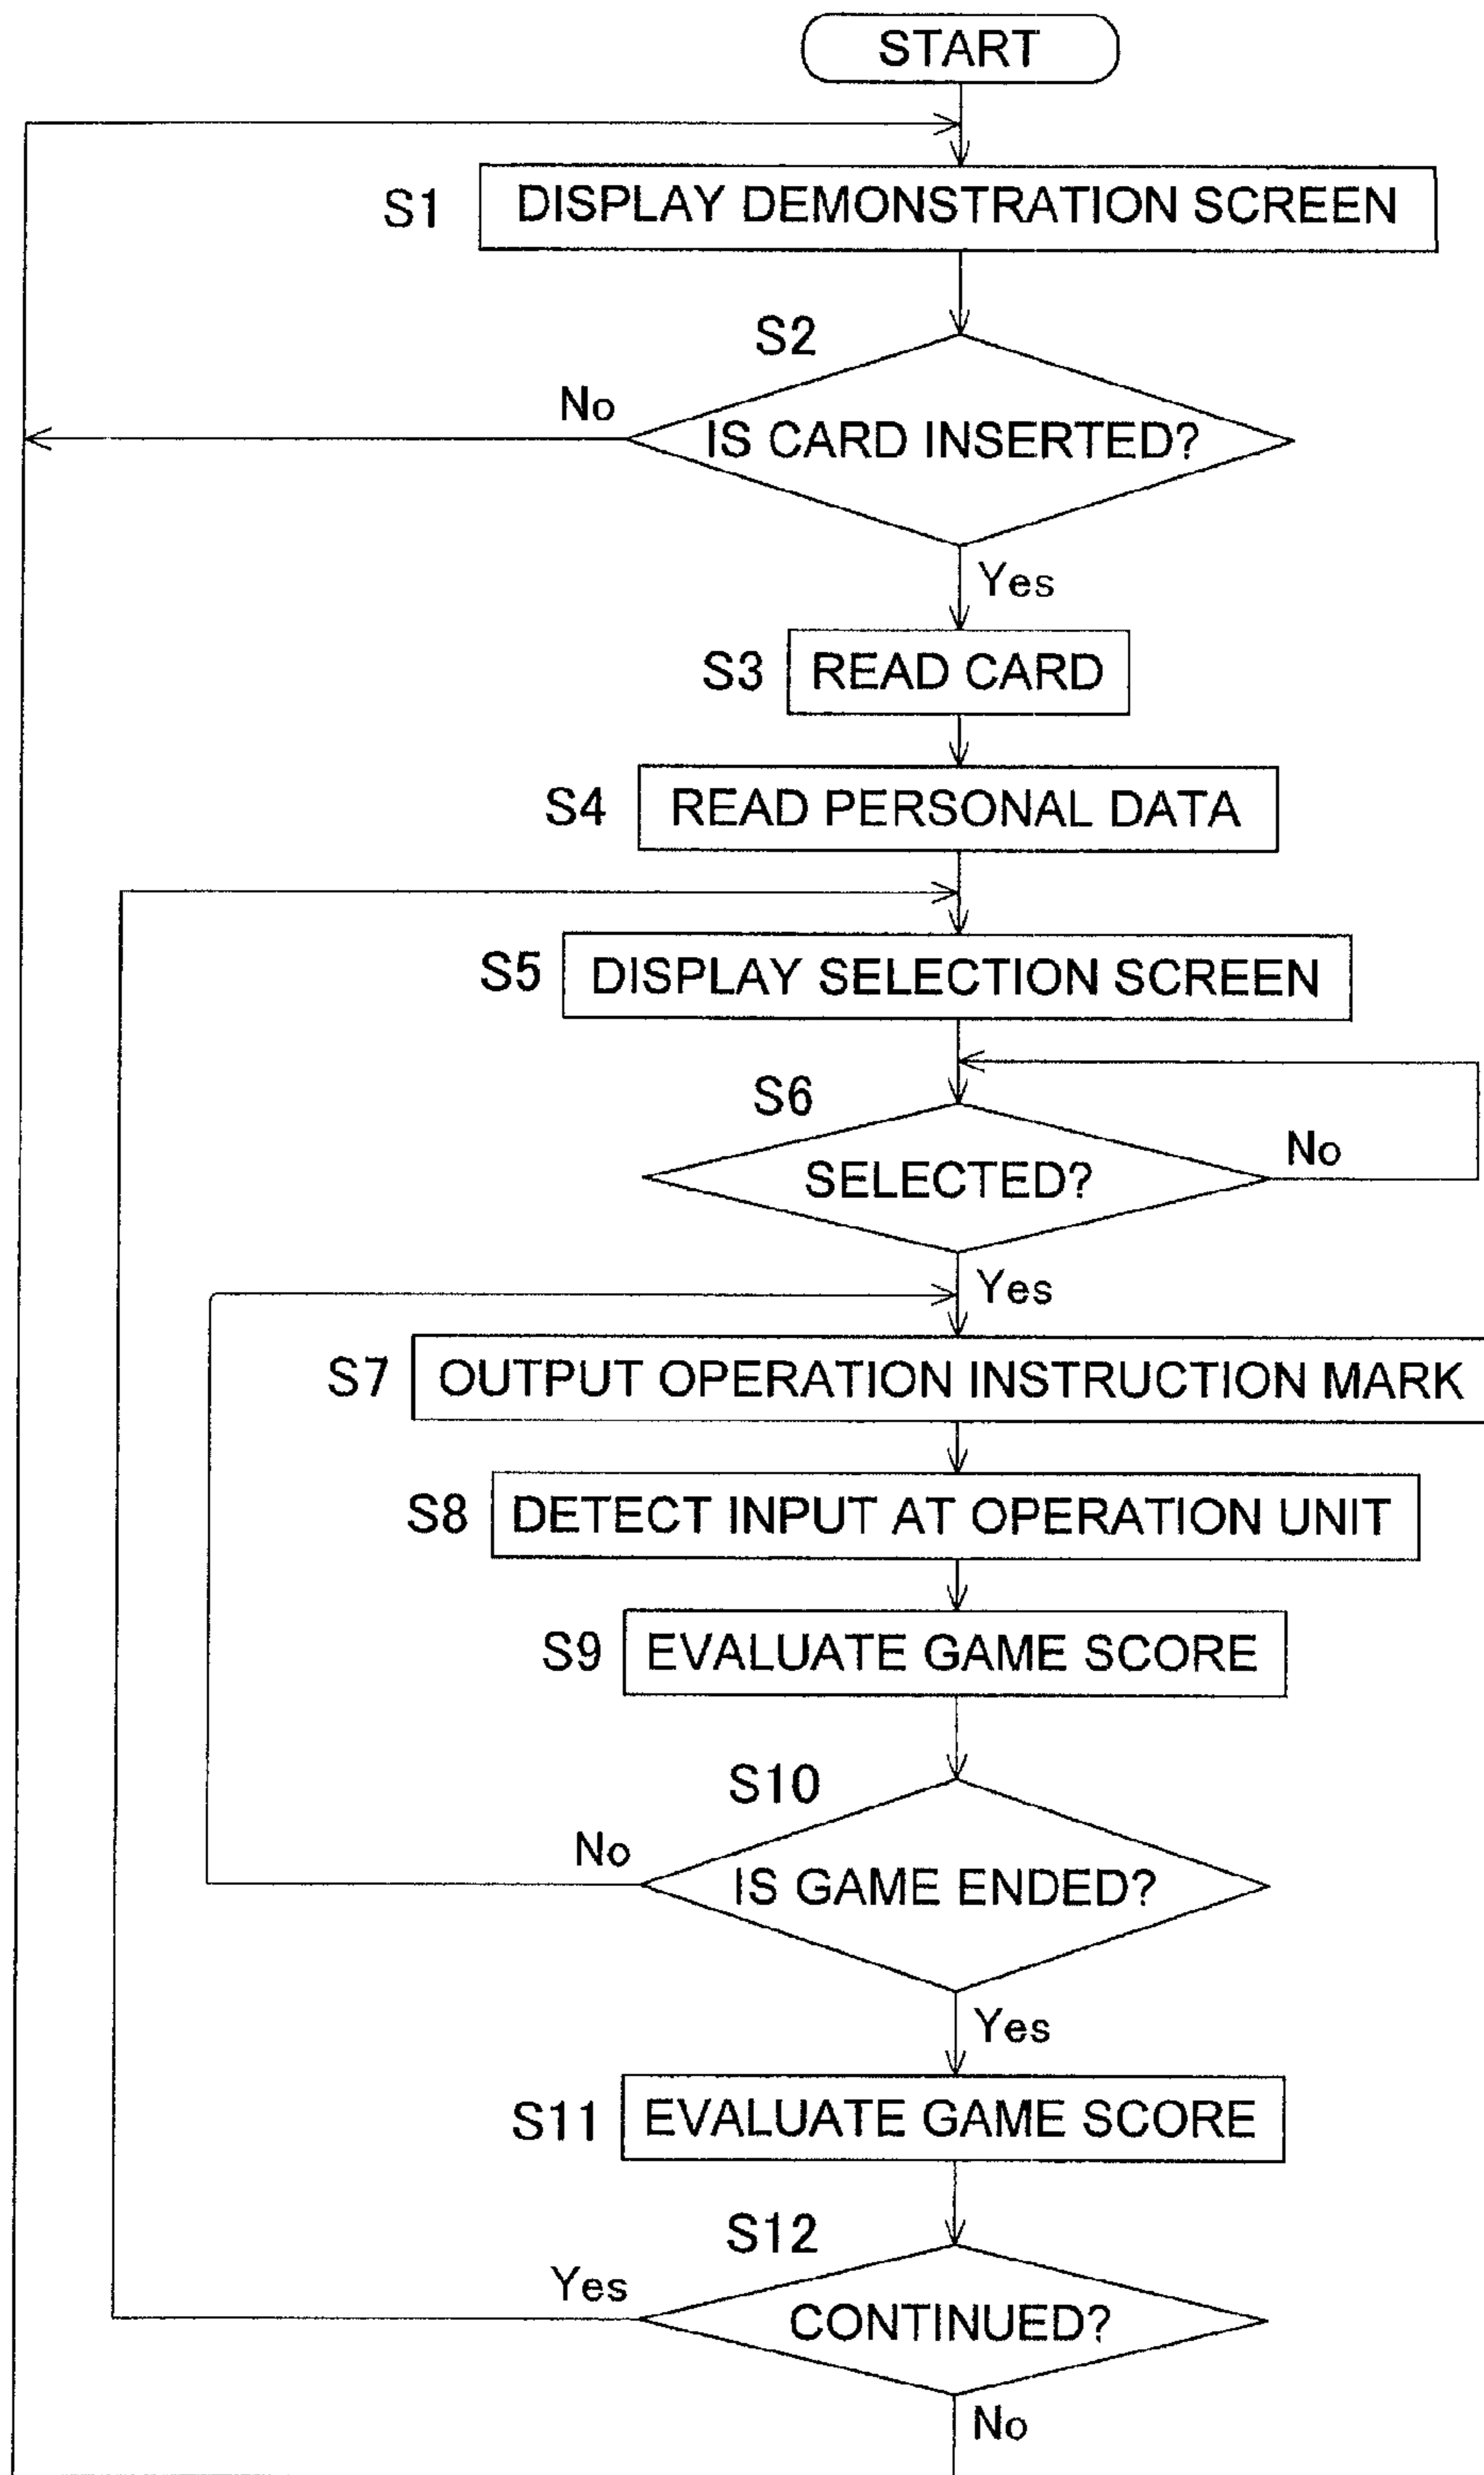 START
S1 DISPLAY DEMONSTRATION SCREEN
S2
No
IS CARD INSERTED?
Yes
S3 READ CARD
S4 READ PERSONAL DATA
S5 DISPLAY SELECTION SCREEN
S6
No
SELECTED?
Yes
S7 OUTPUT OPERATION INSTRUCTION MARK
S8 DETECT INPUT AT OPERATION UNIT
S9 EVALUATE GAME SCORE
S10
No
IS GAME ENDED?
Yes
S11 EVALUATE GAME SCORE
S12
Yes
CONTINUED?
No